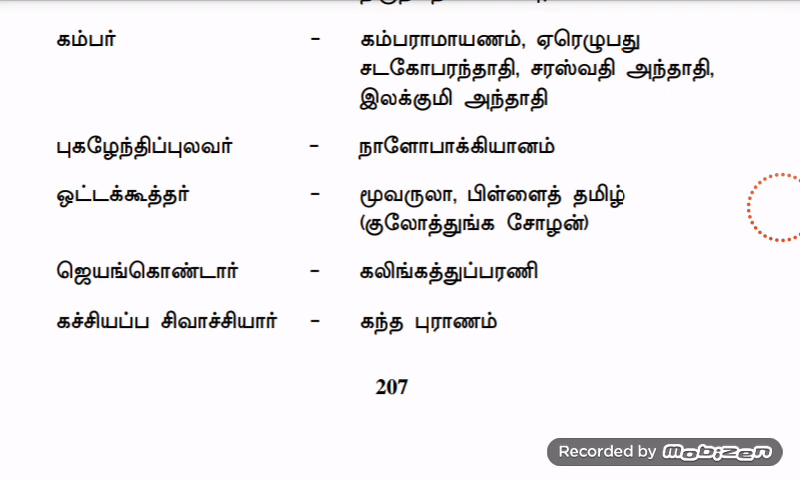 கம்பர் - கம்பராமாயணம், ஏரெழுபது
சடகோபரந்தாதி, சரஸ்வதி அந்தாதி,
இலக்குமி அந்தாதி
புகழேந்திப்புலவர் - நாளோபாக்கியானம்
ஒட்டக்கூத்தர் - மூவருலா, பிள்ளைத் தமிழ்
(குலோத்துங்க சோழன்)
ஜெயங்கொண்டார் - கலிங்கத்துப்பரணி
கச்சியப்ப சிவாச்சியார் - கந்த புராணம்
207
Recorded by mobizen